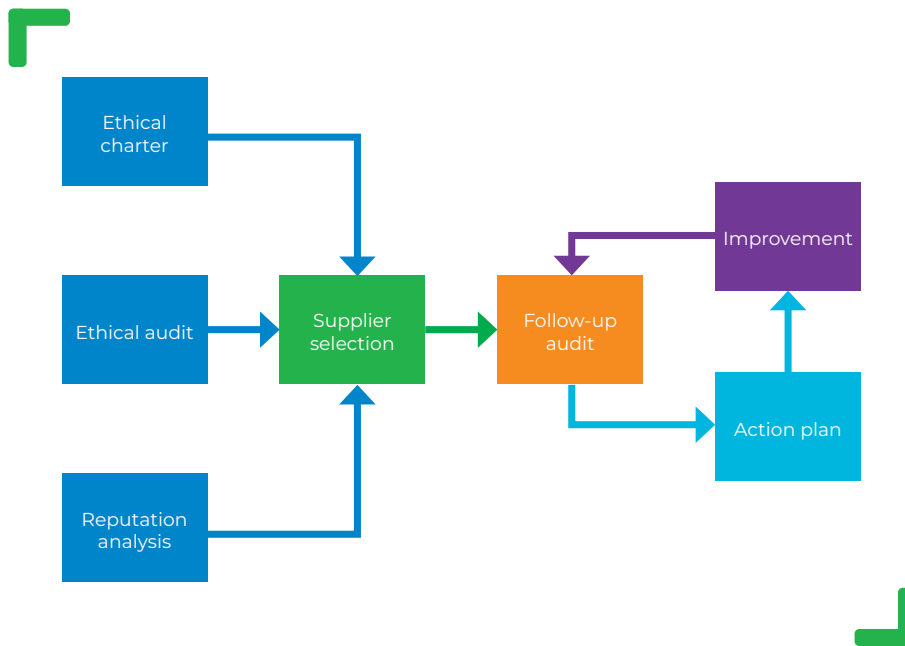 Ethical
charter
Ethical audit
Reputation
analysis
Supplier
selection
Follow-up
audit
Improvement
Action plan